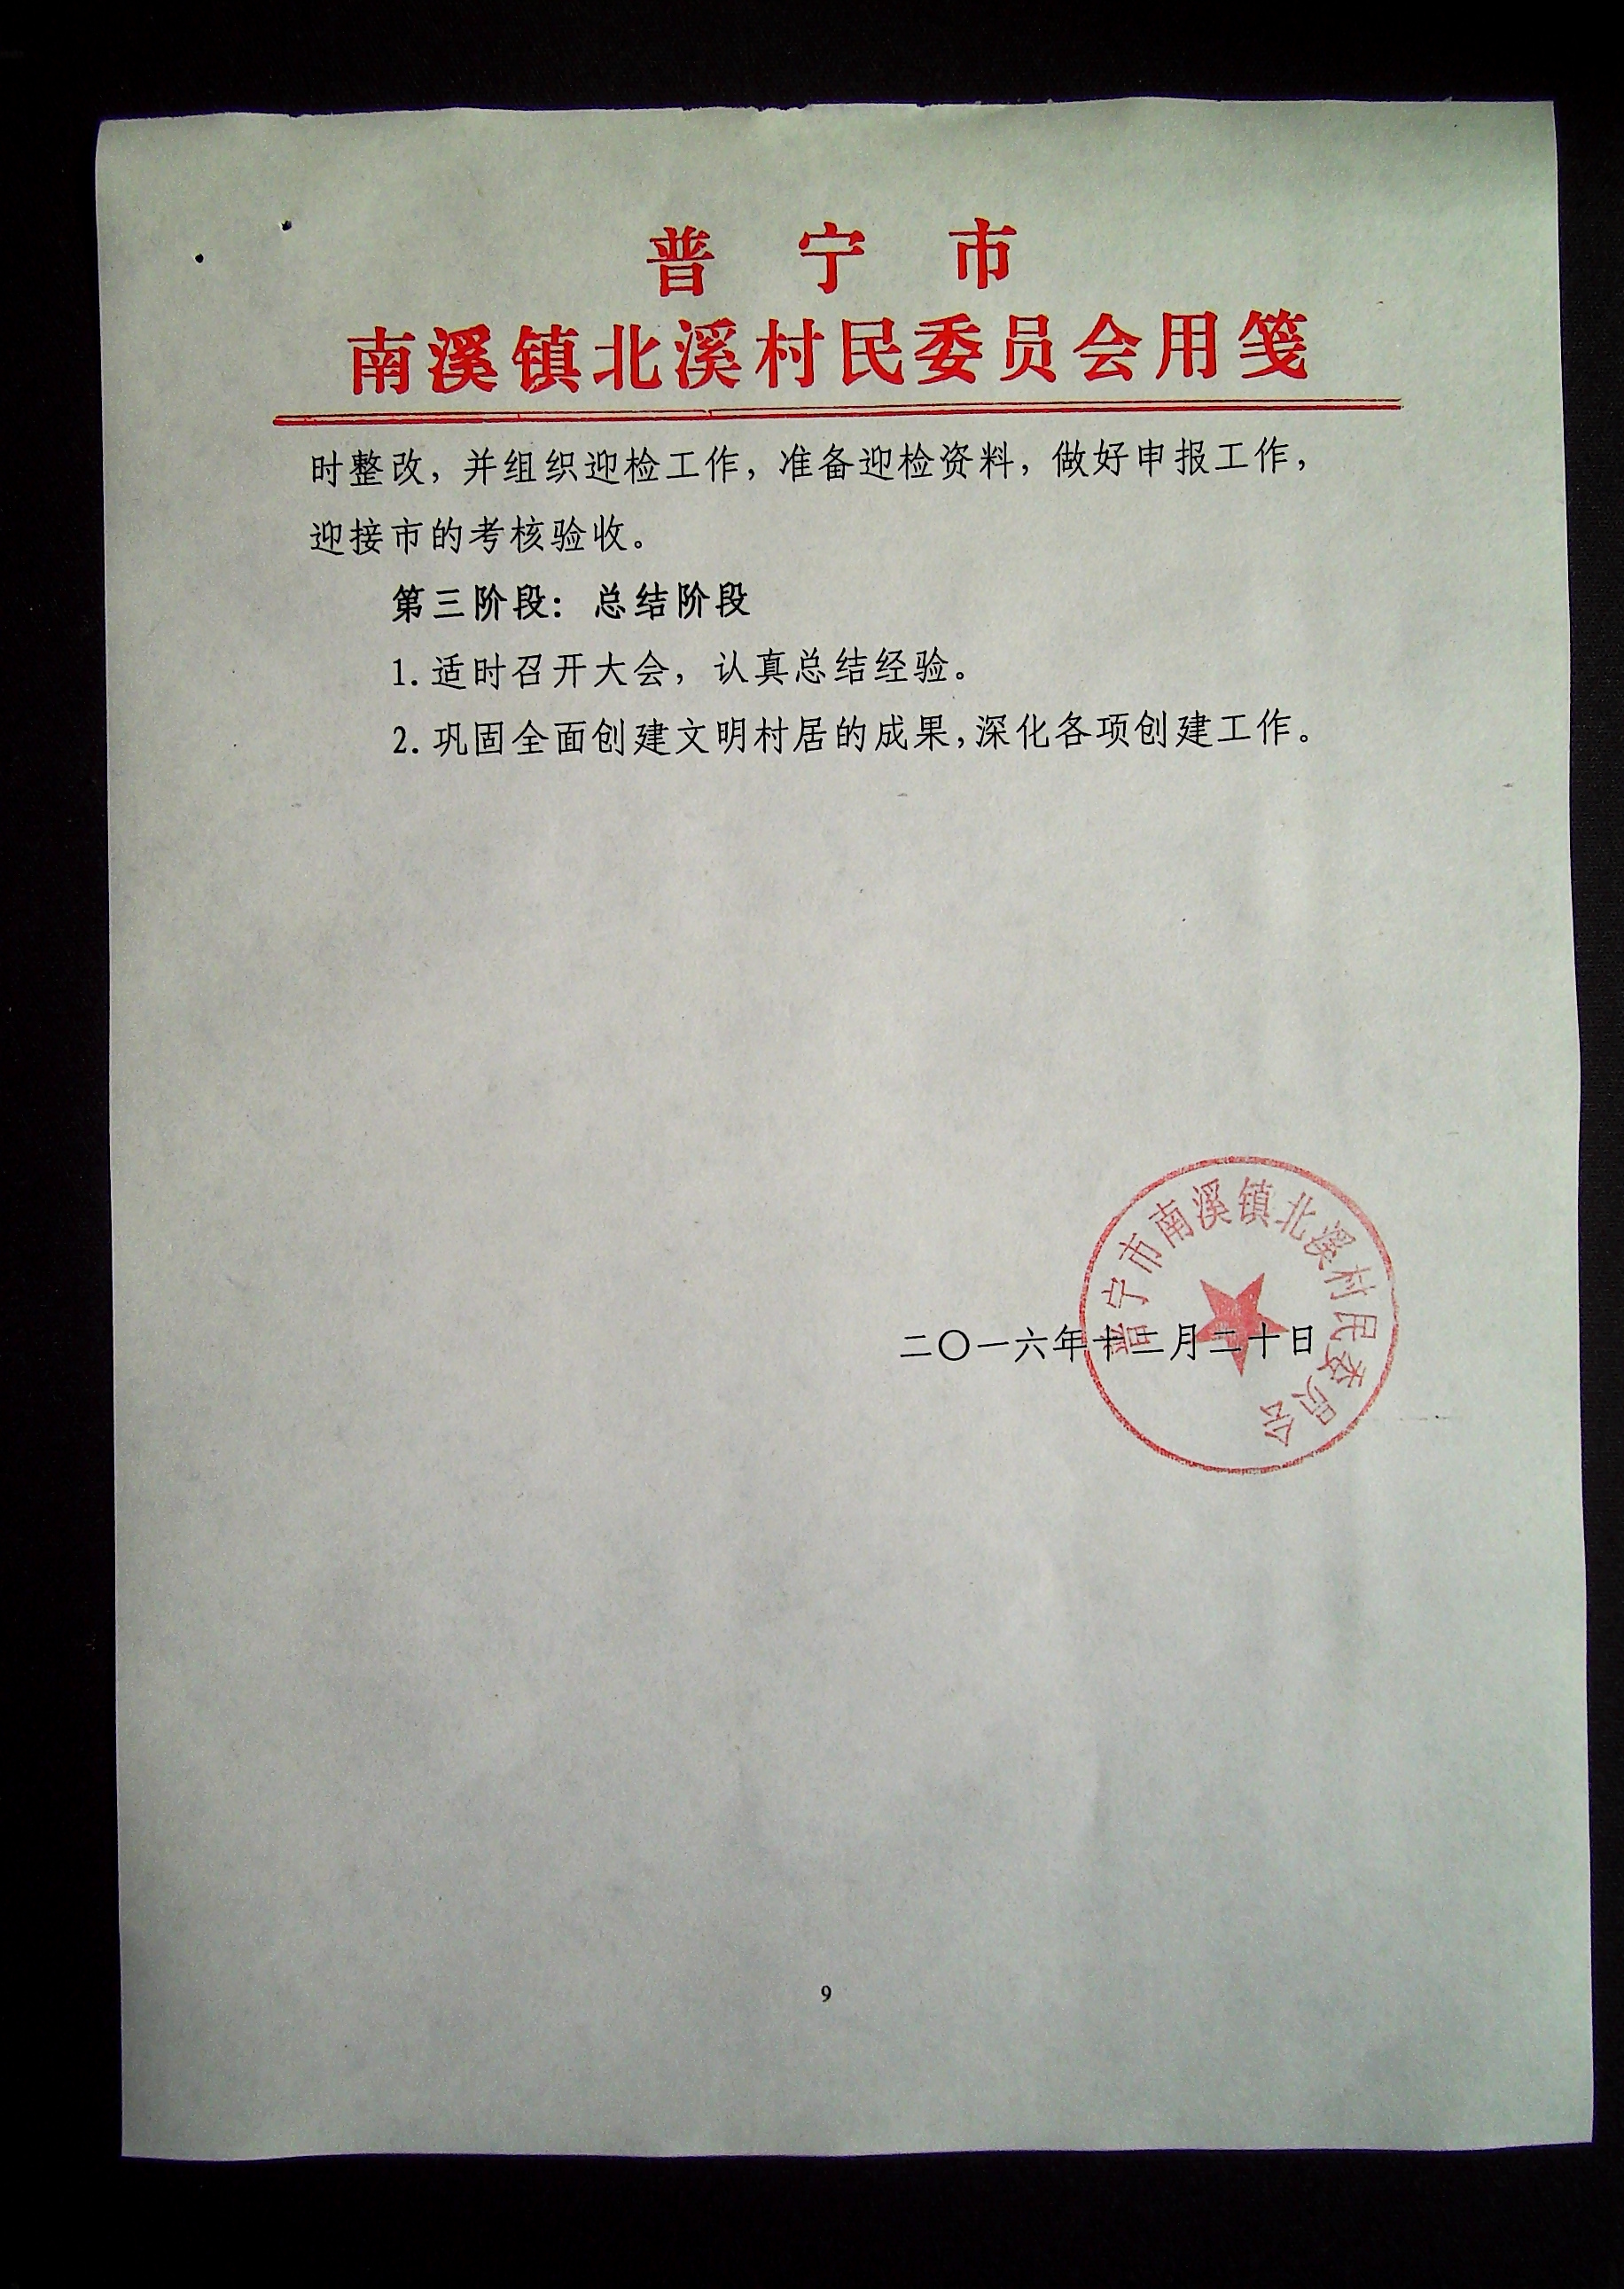 普宁市
南溪镇北溪村民委员会用笺
时整改，并组织迎检工作，准备迎检资料，做好申报工作，
迎接市的考核验收。
第三阶段：总结阶段
1.适时召开大会，认真总结经验。
2.巩固全面创建文明村居的成果,深化各项创建工作。
普宁市南溪镇北溪村民委员会
二〇一六年十二月二十日
9